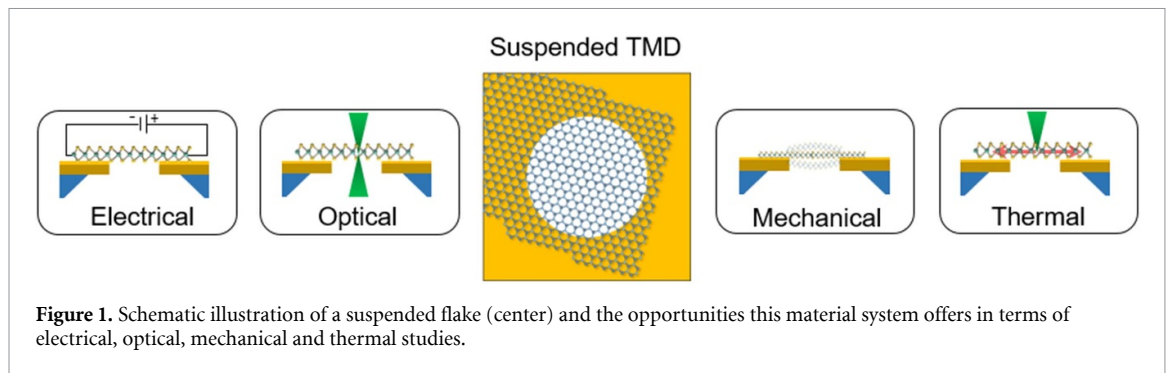 Suspended TMD
- +
Electrical
Optical
Mechanical
Thermal
Figure 1. Schematic illustration of a suspended flake (center) and the opportunities this material system offers in terms of
electrical, optical, mechanical and thermal studies.